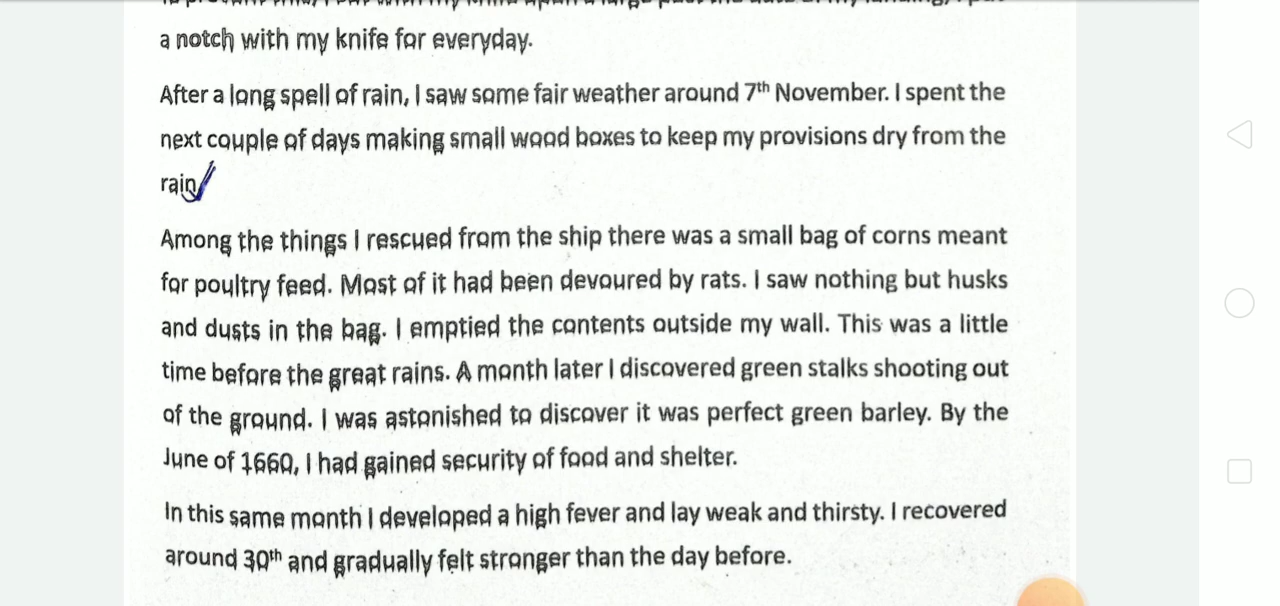 a notch with my knife for everyday.
After a long spell of rain, I saw some fair weather around 7th November. I spent the
next couple of days making small wood boxes to keep my provisions dry from the
rain
Among the things I rescued from the ship there was a small bag of corns meant
for poultry feed. Most of it had been devoured by rats. I saw nothing but husks
and dusts in the bag. I emptied the contents outside my wall. This was a little
time before the great rains. A month later I discovered green stalks shooting out
of the ground. I was astonished to discover it was perfect green barley. By the
June of 1660, I had gained security of food and shelter.
In this same month I developed a high fever and lay weak and thirsty. I recovered
around 30th and gradually felt stronger than the day before.